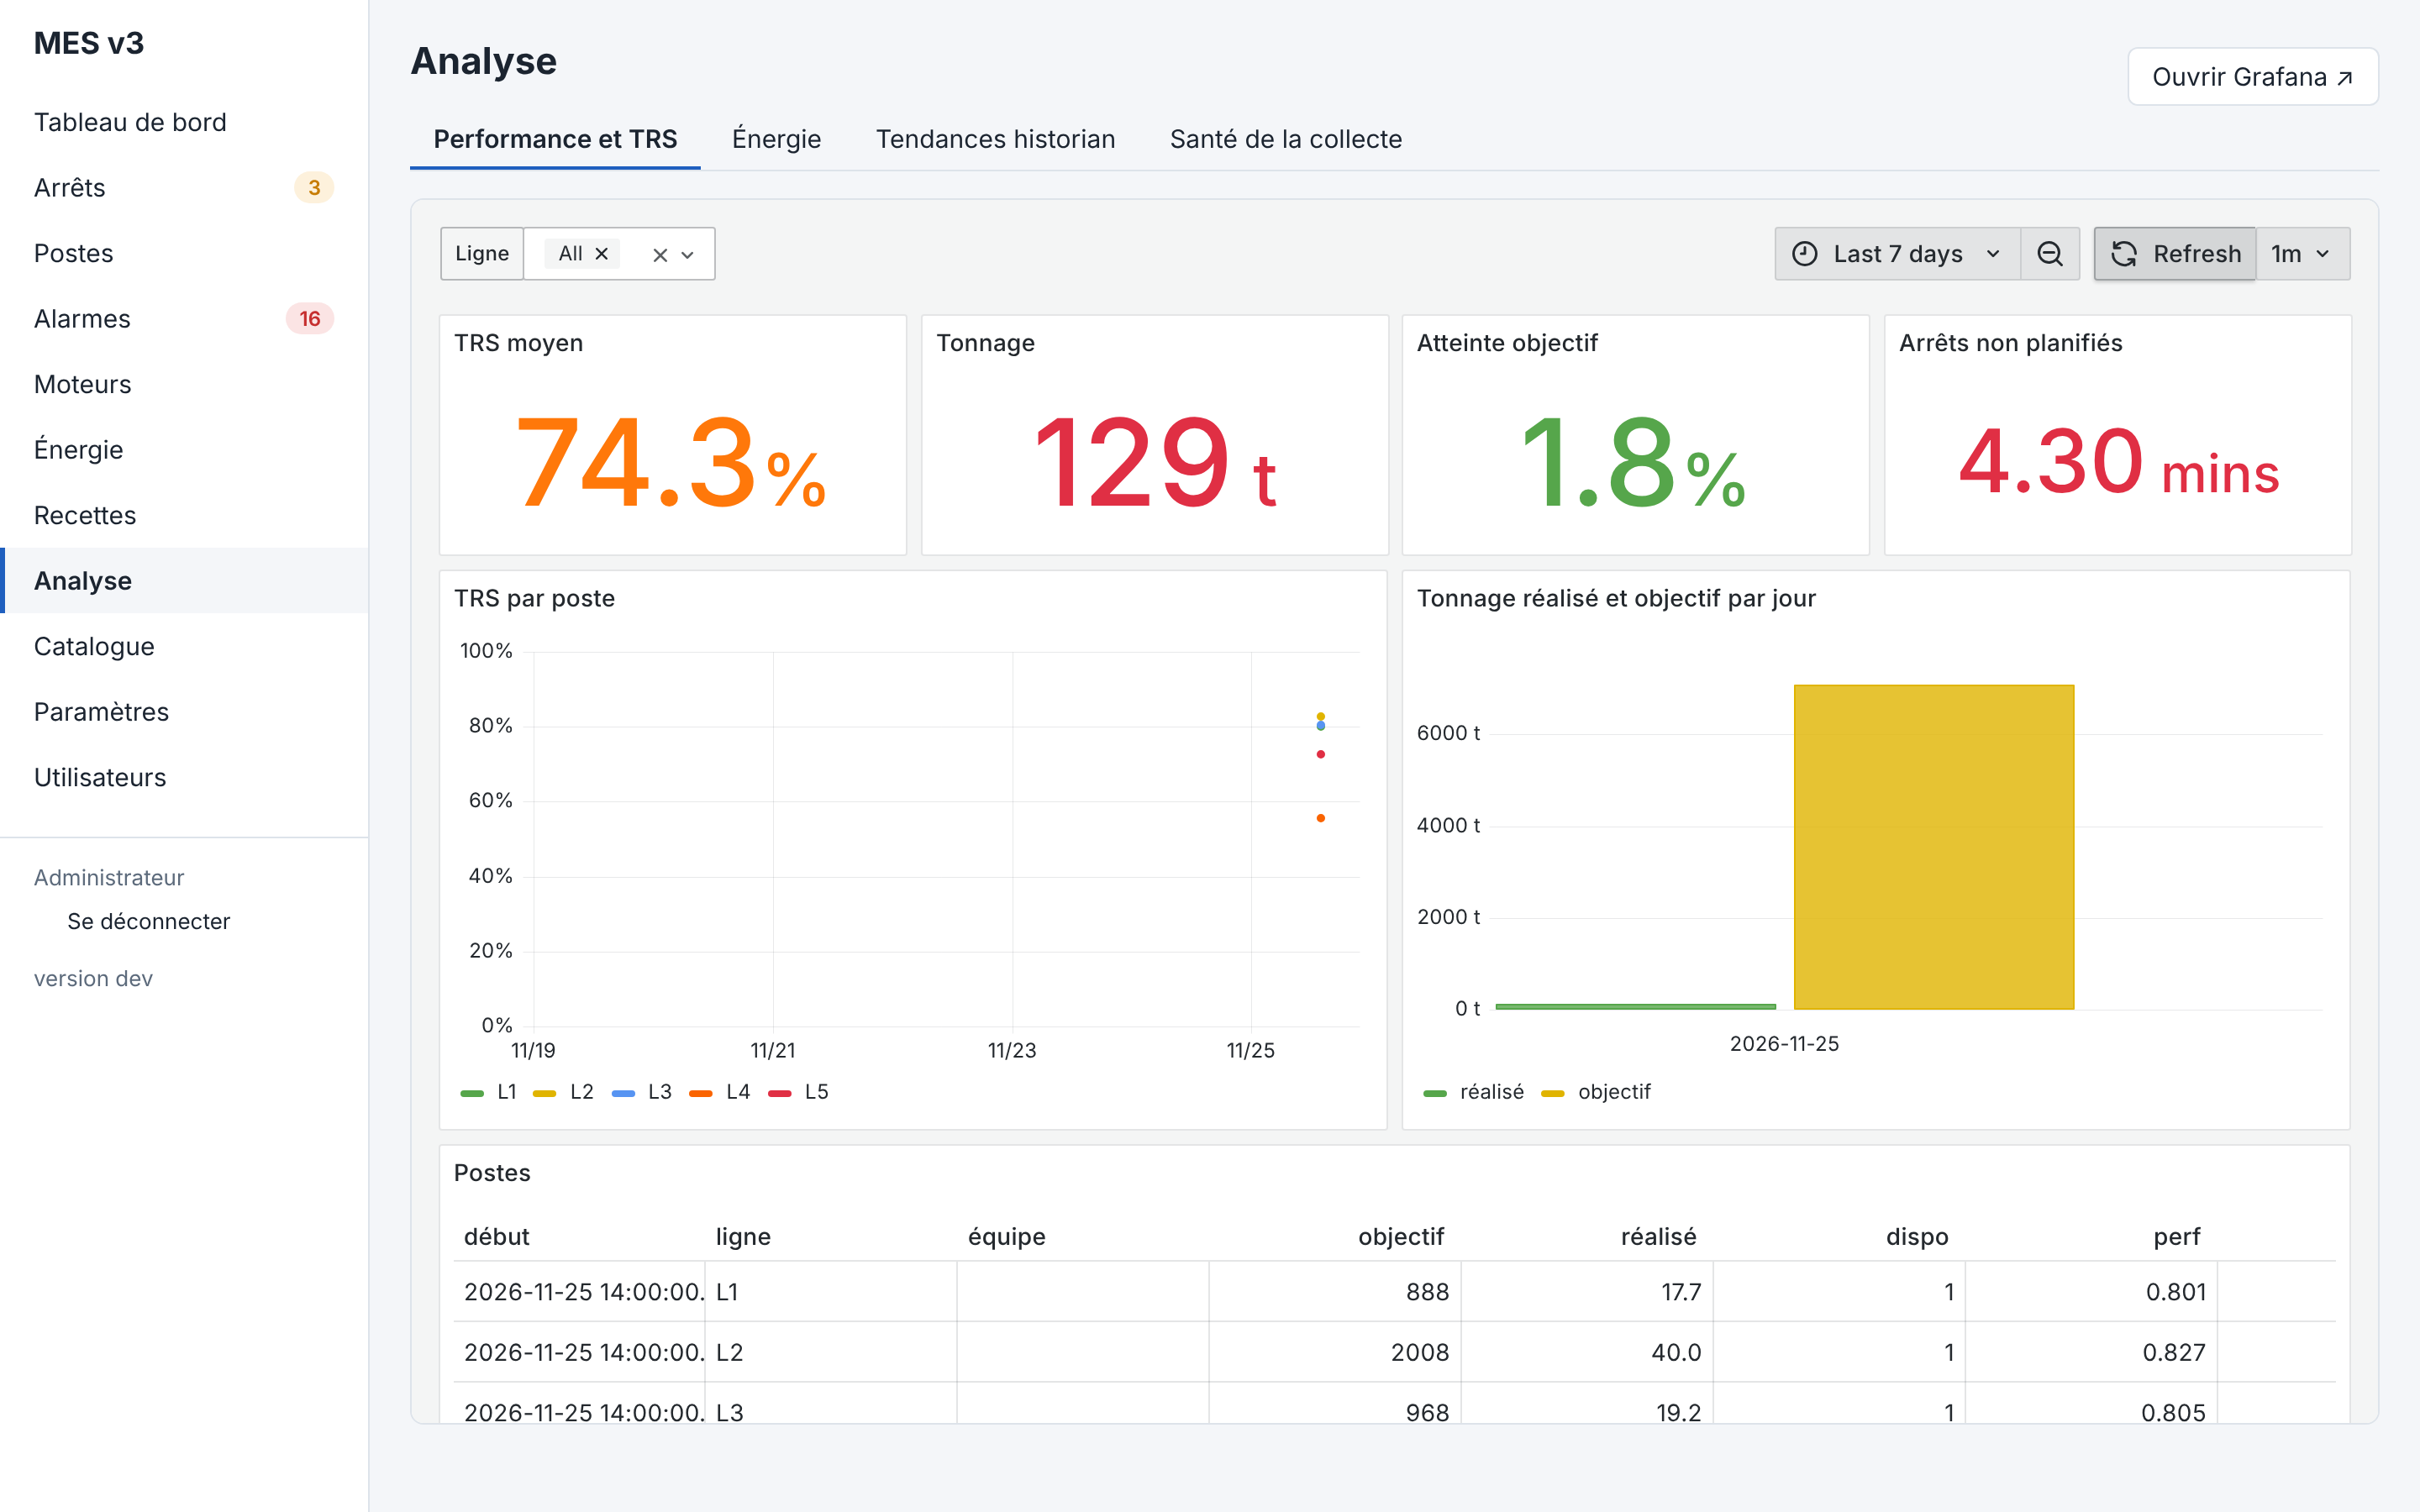 MES v3
Tableau de bord
Arrêts 3
Postes
Alarmes 16
Moteurs
Énergie
Recettes
Analyse
Catalogue
Paramètres
Utilisateurs
Administrateur
Se déconnecter
version dev
Analyse
Ouvrir Grafana ↗
Performance et TRS Énergie Tendances historian Santé de la collecte
Ligne All Last 7 days Refresh 1m
TRS moyen
74.3%
Tonnage
129 t
Atteinte objectif
1.8%
Arrêts non planifiés
4.30 mins
TRS par poste
100%
80%
60%
40%
20%
0%
11/19 11/21 11/23 11/25
L1 L2 L3 L4 L5
Tonnage réalisé et objectif par jour
6000 t
4000 t
2000 t
0 t
2026-11-25
réalisé objectif
Postes
début ligne équipe objectif réalisé dispo perf
2026-11-25 14:00:00. L1 888 17.7 1 0.801
2026-11-25 14:00:00. L2 2008 40.0 1 0.827
2026-11-25 14:00:00. L3 968 19.2 1 0.805